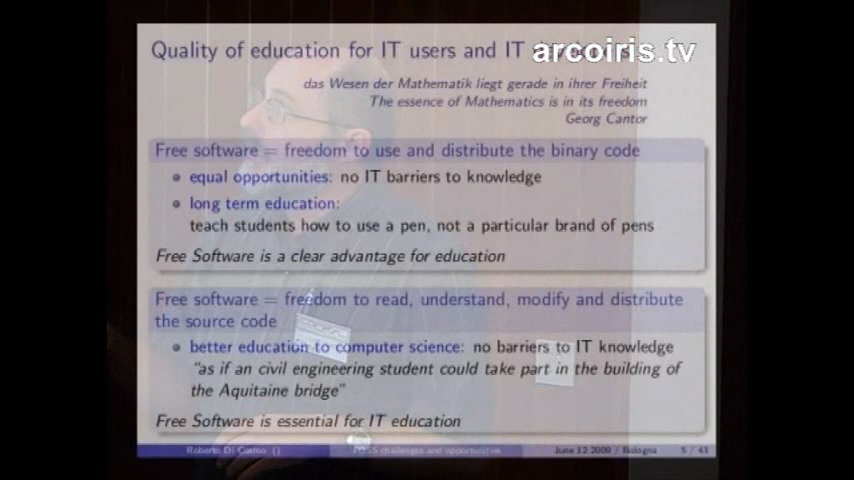 Quality of education for IT users and IT
arcoiris.tv
das Wesen der Mathematik liegt gerade in ihrer Freiheit
The essence of Mathematics is in its freedom
Georg Cantor
Free software = freedom to use and distribute the binary code
equal opportunities: no IT barriers to knowledge
long term education:
teach students how to use a pen, not a particular brand of pens
Free Software is a clear advantage for education
Free software = freedom to read, understand, modify and distribute
the source code
better education to computer science: no barriers to IT knowledge
"as if an civil engineering student could take part in the building of
the Aquitaine bridge"
Free Software is essential for IT education
Roberto Di Cosmo ()
challenges and opportunities
June 12 2009 / Bologna
5 / 43